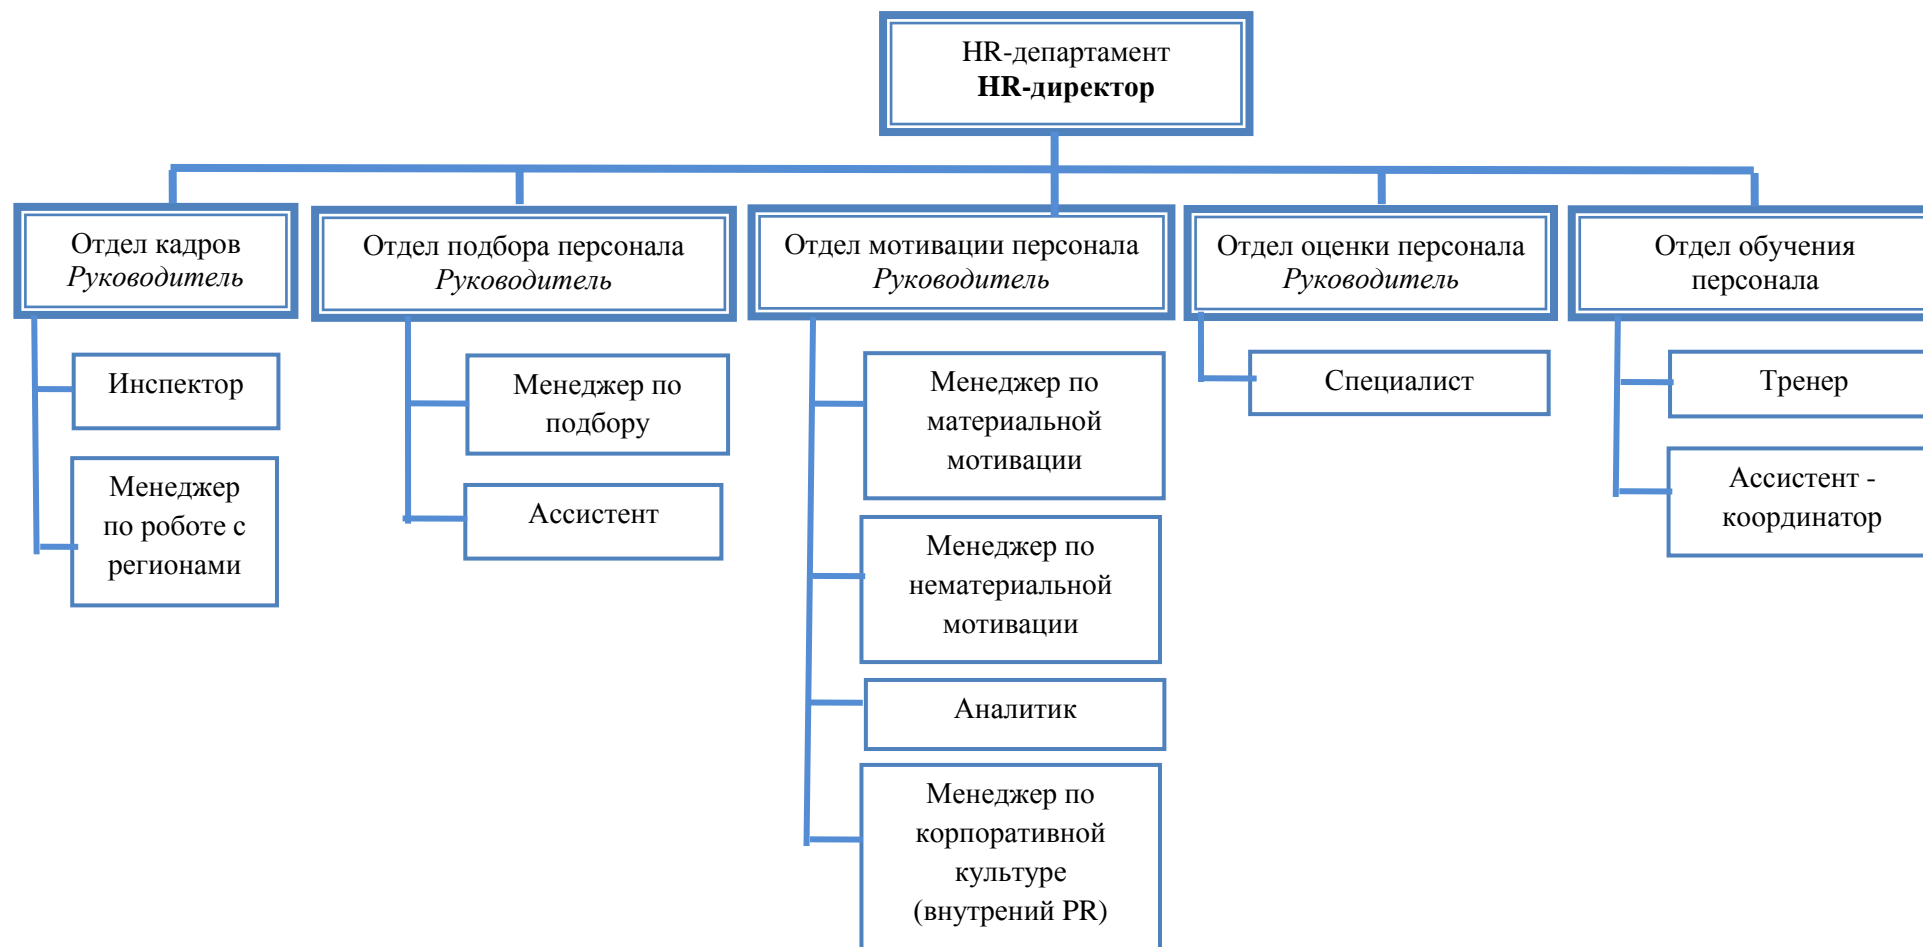 HR-департамент
HR-директор
Отдел кадров
Руководитель
Отдел подбора персонала
Руководитель
Отдел мотивации персонала
Руководитель
Отдел оценки персонала
Руководитель
Отдел обучения
персонала
Инспектор
Менеджер
по роботе с
регионами
Менеджер по
подбору
Ассистент
Менеджер по
материальной
мотивации
Менеджер по
нематериальной
мотивации
Аналитик
Менеджер по
корпоративной
культуре
(внутрений PR)
Специалист
Тренер
Ассистент -
координатор